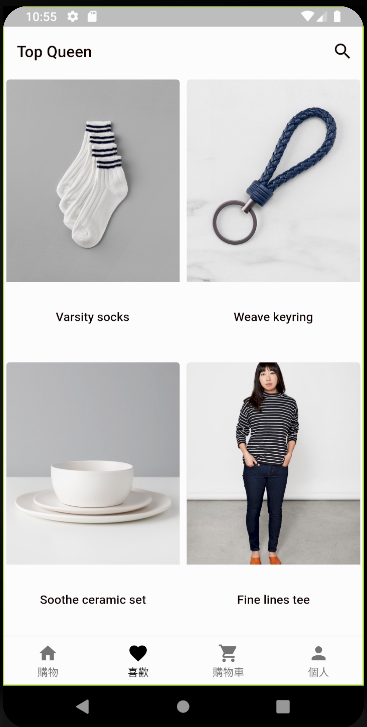 10:55
Top Queen
Varsity socks
Weave keyring
Soothe ceramic set
Fine lines tee
購物
喜歡
購物車
個人